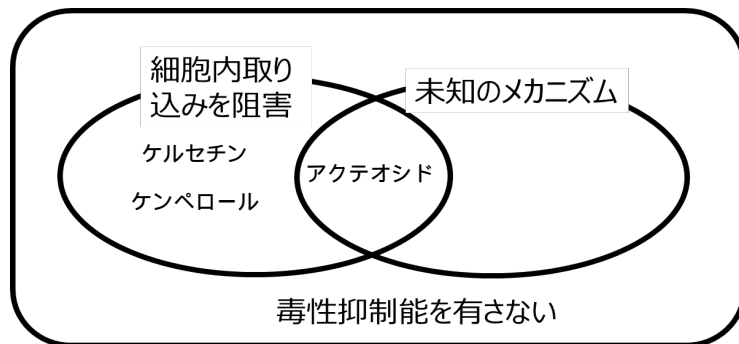 細胞内取り
込みを阻害
未知のメカニズム
ケルセチン
アクテオシド
ケンペロール
毒性抑制能を有さない